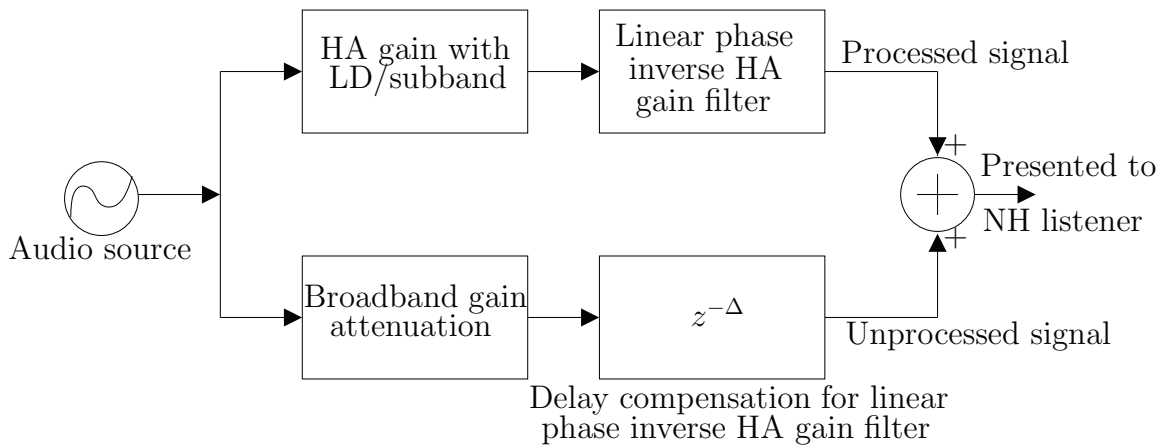 HA gain with
LD/subband
Linear phase
inverse HA
gain filter
Processed signal
+
Presented to
NH listener
+
Audio source
Broadband gain
attenuation
z^{-Δ}
Unprocessed signal
Delay compensation for linear
phase inverse HA gain filter